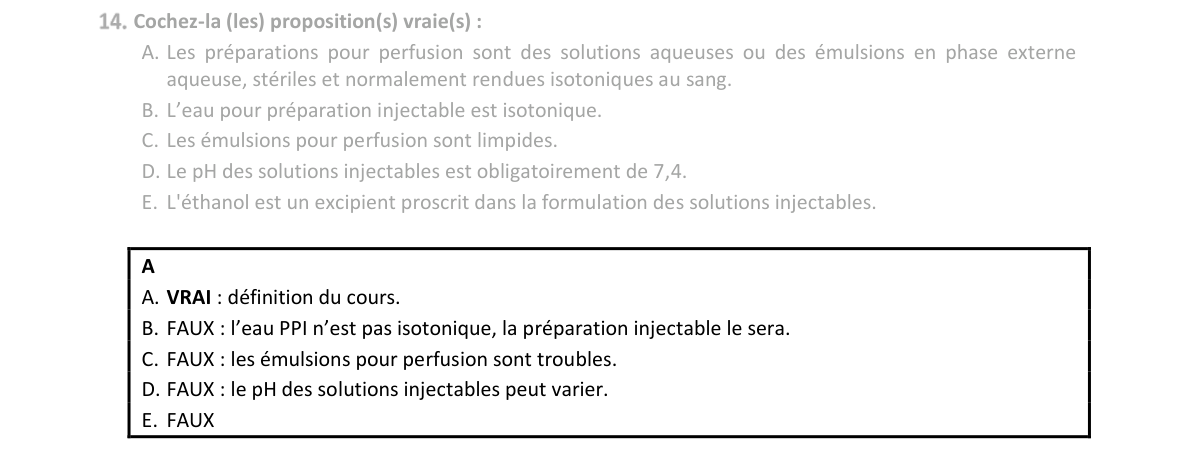 14. Cochez-la (les) proposition(s) vraie(s) :
A. Les préparations pour perfusion sont des solutions aqueuses ou des émulsions en phase externe
aqueuse, stériles et normalement rendues isotoniques au sang.
B. L’eau pour préparation injectable est isotonique.
C. Les émulsions pour perfusion sont limpides.
D. Le pH des solutions injectables est obligatoirement de 7,4.
E. L'éthanol est un excipient proscrit dans la formulation des solutions injectables.
A
A. VRAI : définition du cours.
B. FAUX : l’eau PPI n’est pas isotonique, la préparation injectable le sera.
C. FAUX : les émulsions pour perfusion sont troubles.
D. FAUX : le pH des solutions injectables peut varier.
E. FAUX